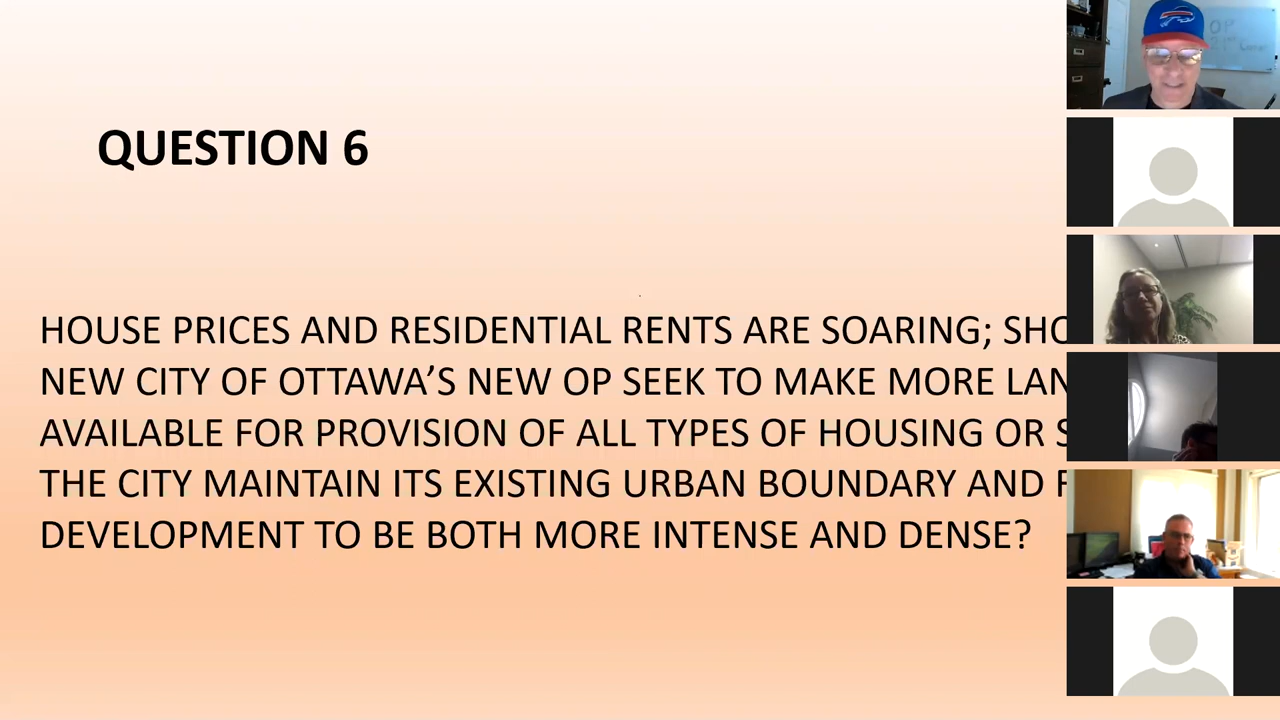 QUESTION 6
HOUSE PRICES AND RESIDENTIAL RENTS ARE SOARING; SHO
NEW CITY OF OTTAWA'S NEW OP SEEK TO MAKE MORE LAN
AVAILABLE FOR PROVISION OF ALL TYPES OF HOUSING OR S
THE CITY MAINTAIN ITS EXISTING URBAN BOUNDARY AND F
DEVELOPMENT TO BE BOTH MORE INTENSE AND DENSE?
OP